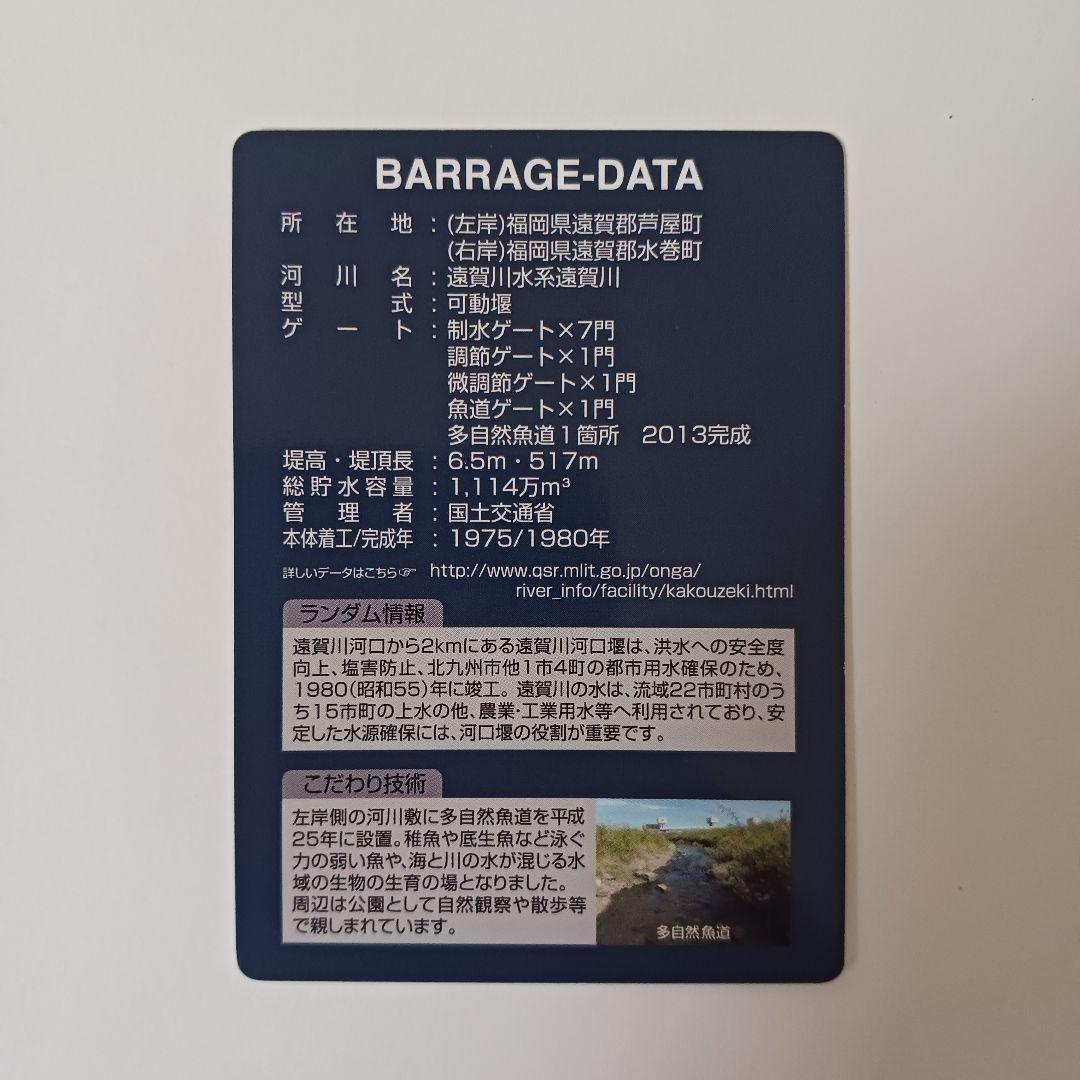 BARRAGE-DATA
所在地:(左岸)福岡県遠賀郡芦屋町
(右岸)福岡県遠賀郡水巻町
河川名:遠賀川水系遠賀川
型式:可動堰
ゲート:制水ゲート×7門
調節ゲート×1門
微調節ゲート×1門
魚道ゲート×1門
多自然魚道1箇所 2013完成
堤高・堤頂長:6.5m・517m
総貯水容量:1,114万m³
管理者:国土交通省
本体着工/完成年:1975/1980年
詳しいデータはこちら☞ http://www.qsr.mlit.go.jp/onga/
river_info/facility/kakouzeki.html
ランダム情報
遠賀川河口から2kmにある遠賀川河口堰は、洪水への安全度
向上、塩害防止、北九州市他1市4町の都市用水確保のため、
1980(昭和55)年に竣工。遠賀川の水は、流域22市町村のう
ち15市町の上水の他、農業・工業用水等へ利用されており、安
定した水源確保には、河口堰の役割が重要です。
こだわり技術
左岸側の河川敷に多自然魚道を平成
25年に設置。稚魚や底生魚など泳ぐ
力の弱い魚や、海と川の水が混じる水
域の生物の生育の場となりました。
周辺は公園として自然観察や散歩等
で親しまれています。
多自然魚道